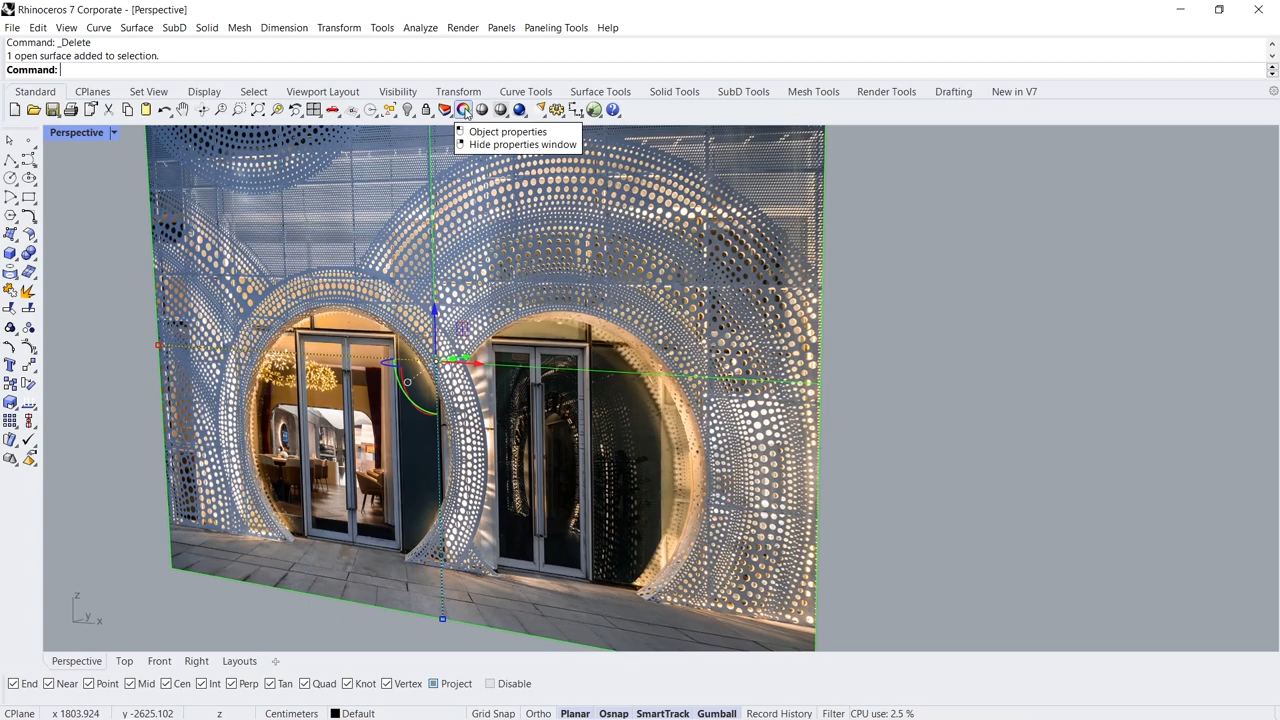 Rhinoceros 7 Corporate - [Perspective]
File Edit View Curve Surface SubD Solid Mesh Dimension Transform Tools Analyze Render Panels Paneling Tools Help
Command: _Delete
1 open surface added to selection.
Command:
Standard CPlanes Set View Display Select Viewport Layout Visibility Transform Curve Tools Surface Tools Solid Tools SubD Tools Mesh Tools Render Tools Drafting New in V7
Object properties
Hide properties window
Perspective
z
y
x
Perspective Top Front Right Layouts
End Near Point Mid Cen Int Perp Tan Quad Knot Vertex Project Disable
CPlane x 1803.924 y -2625.102 z Centimeters Default Grid Snap Ortho Planar Osnap SmartTrack Gumball Record History Filter CPU use: 2.5 %